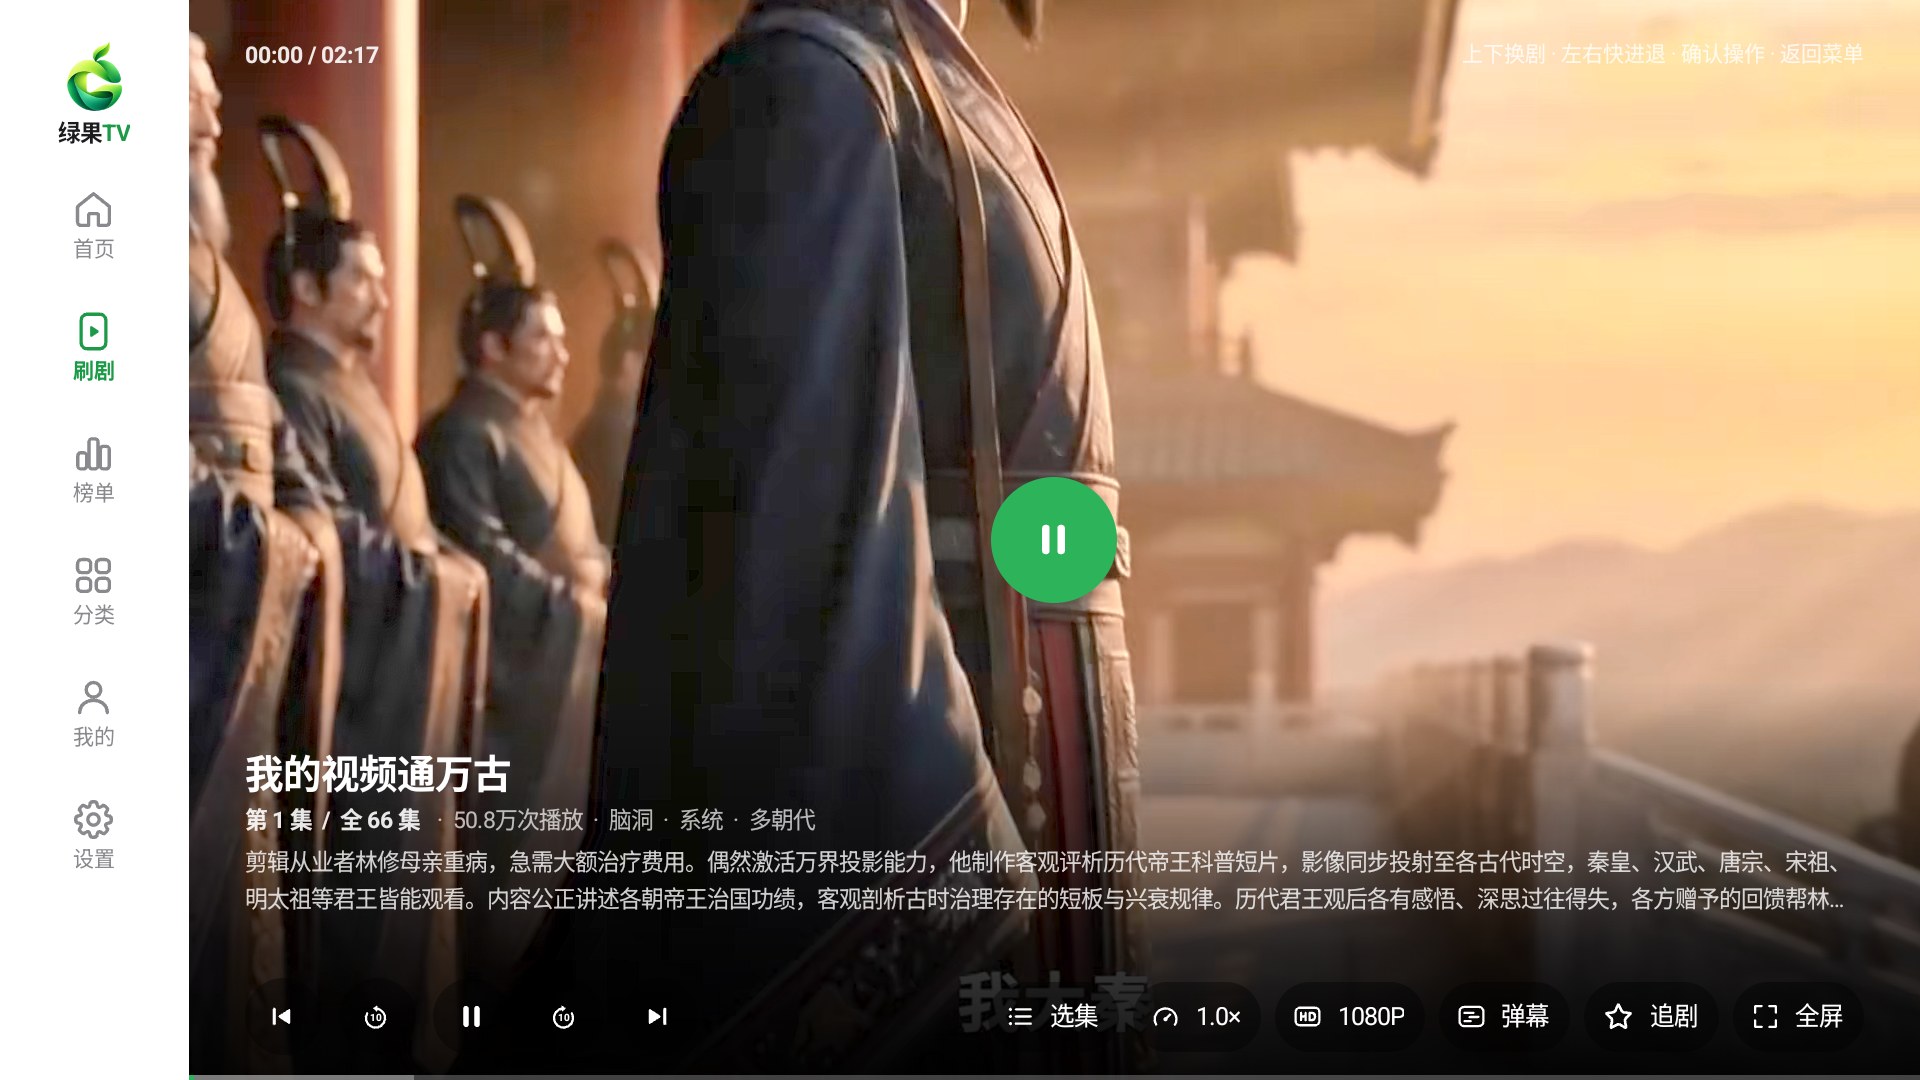 绿果TV
首页
刷剧
榜单
分类
我的
设置
00:00 / 02:17
上下换剧 · 左右快进退 · 确认操作 · 返回菜单
我的视频通万古
第 1 集 / 全 66 集 · 50.8万次播放 · 脑洞 · 系统 · 多朝代
剪辑从业者林修母亲重病，急需大额治疗费用。偶然激活万界投影能力，他制作客观评析历代帝王科普短片，影像同步投射至各古代时空，秦皇、汉武、唐宗、宋祖、
明太祖等君王皆能观看。内容公正讲述各朝帝王治国功绩，客观剖析古时治理存在的短板与兴衰规律。历代君王观后各有感悟、深思过往得失，各方赠予的回馈帮林...
我大秦
10
10
选集
1.0×
HD 1080P
弹幕
追剧
全屏